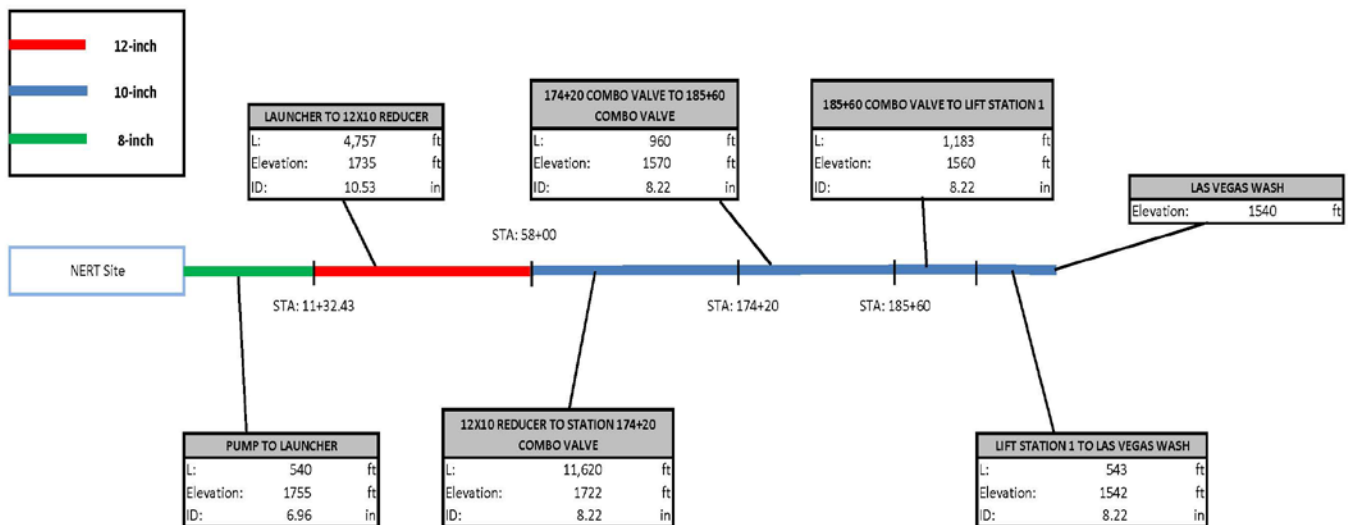 12-inch
10-inch
8-inch
LAUNCHER TO 12X10 REDUCER
L: 4,757 ft
Elevation: 1735 ft
ID: 10.53 in
174+20 COMBO VALVE TO 185+60
COMBO VALVE
L: 960 ft
Elevation: 1570 ft
ID: 8.22 in
185+60 COMBO VALVE TO LIFT STATION 1
L: 1,183 ft
Elevation: 1560 ft
ID: 8.22 in
LAS VEGAS WASH
Elevation: 1540 ft
STA: 58+00
NERT Site
STA: 11+32.43
STA: 174+20
STA: 185+60
PUMP TO LAUNCHER
L: 540 ft
Elevation: 1755 ft
ID: 6.96 in
12X10 REDUCER TO STATION 174+20
COMBO VALVE
L: 11,620 ft
Elevation: 1722 ft
ID: 8.22 in
LIFT STATION 1 TO LAS VEGAS WASH
L: 543 ft
Elevation: 1542 ft
ID: 8.22 in